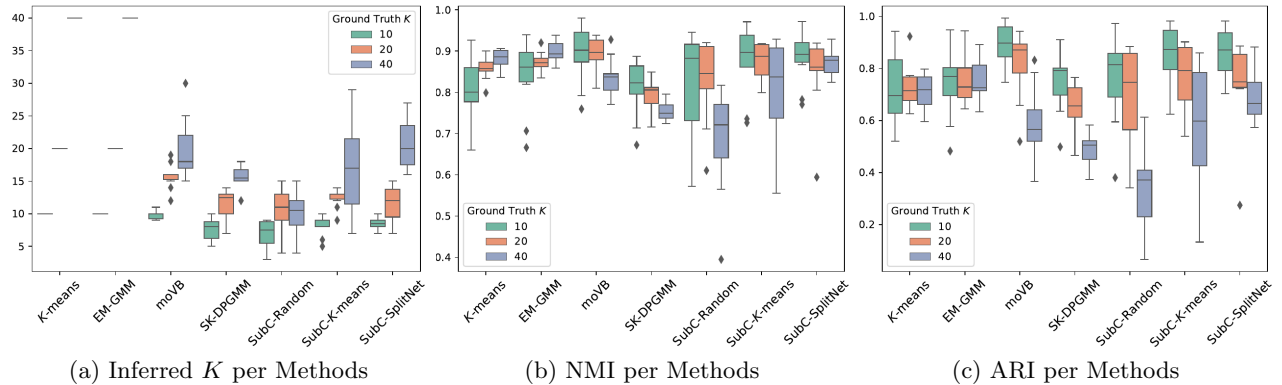 40
35
30
25
20
15
10
5
Ground Truth K
10
20
40
K-means
EM-GMM
moVB
SK-DPGMM
SubC-Random
SubC-K-means
SubC-SplitNet
(a) Inferred K per Methods
1.0
0.9
0.8
0.7
0.6
0.5
0.4
Ground Truth K
10
20
40
K-means
EM-GMM
moVB
SK-DPGMM
SubC-Random
SubC-K-means
SubC-SplitNet
(b) NMI per Methods
1.0
0.8
0.6
0.4
0.2
Ground Truth K
10
20
40
K-means
EM-GMM
moVB
SK-DPGMM
SubC-Random
SubC-K-means
SubC-SplitNet
(c) ARI per Methods